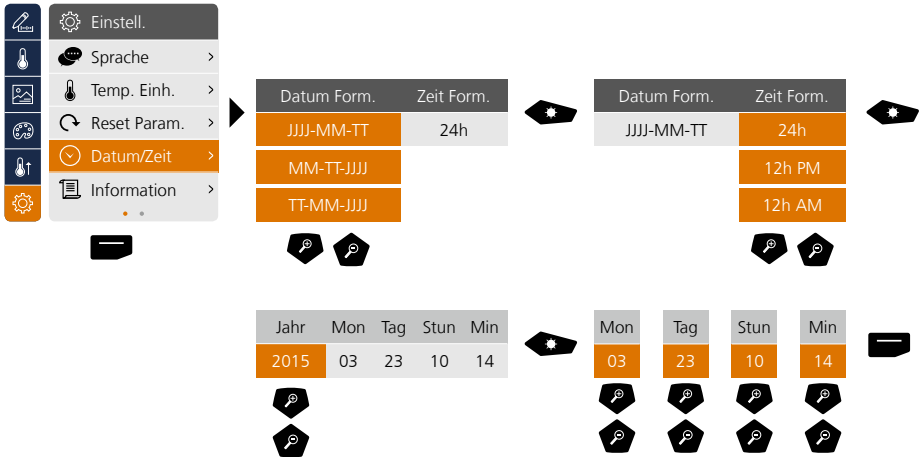 Einstell.
Sprache
Temp. Einh.
Reset Param.
Datum/Zeit
Information
Datum Form. Zeit Form.
JJJJ-MM-TT 24h
MM-TT-JJJJ
TT-MM-JJJJ
Datum Form. Zeit Form.
JJJJ-MM-TT 24h
12h PM
12h AM
Jahr Mon Tag Stun Min
2015 03 23 10 14
Mon Tag Stun Min
03 23 10 14